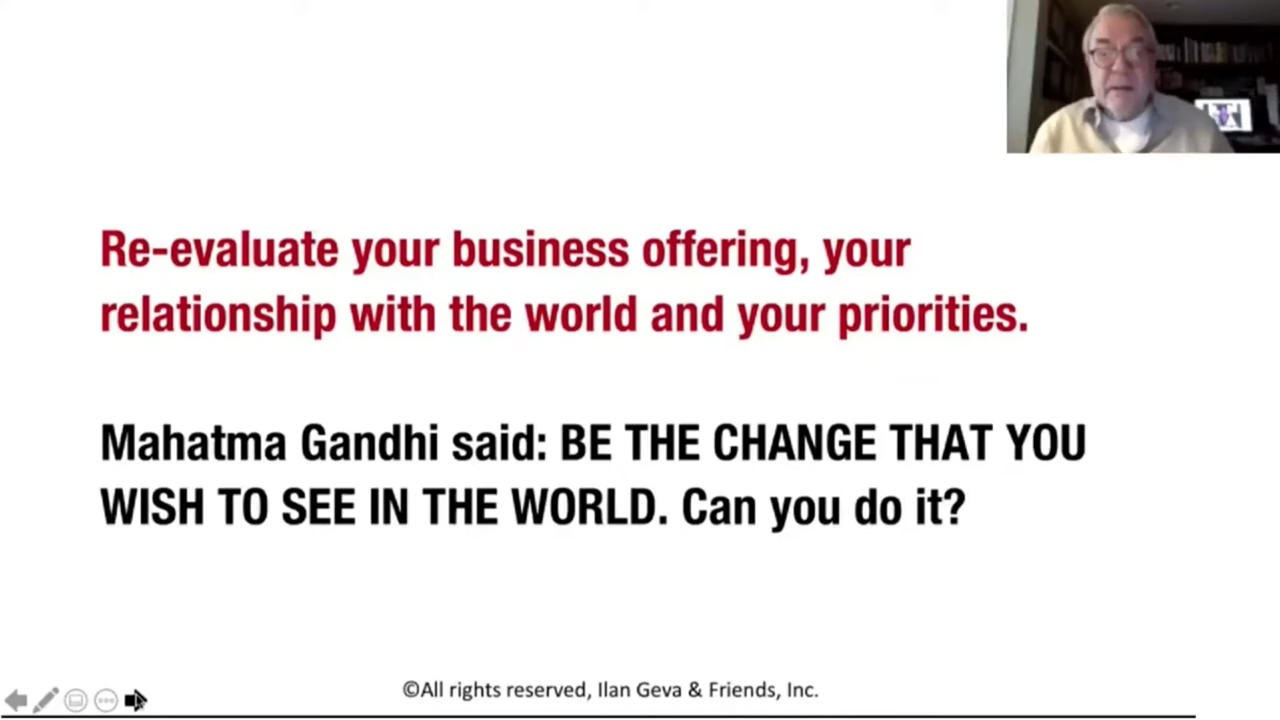 Re-evaluate your business offering, your
relationship with the world and your priorities.
Mahatma Gandhi said: BE THE CHANGE THAT YOU
WISH TO SEE IN THE WORLD. Can you do it?
©All rights reserved, Ilan Geva & Friends, Inc.